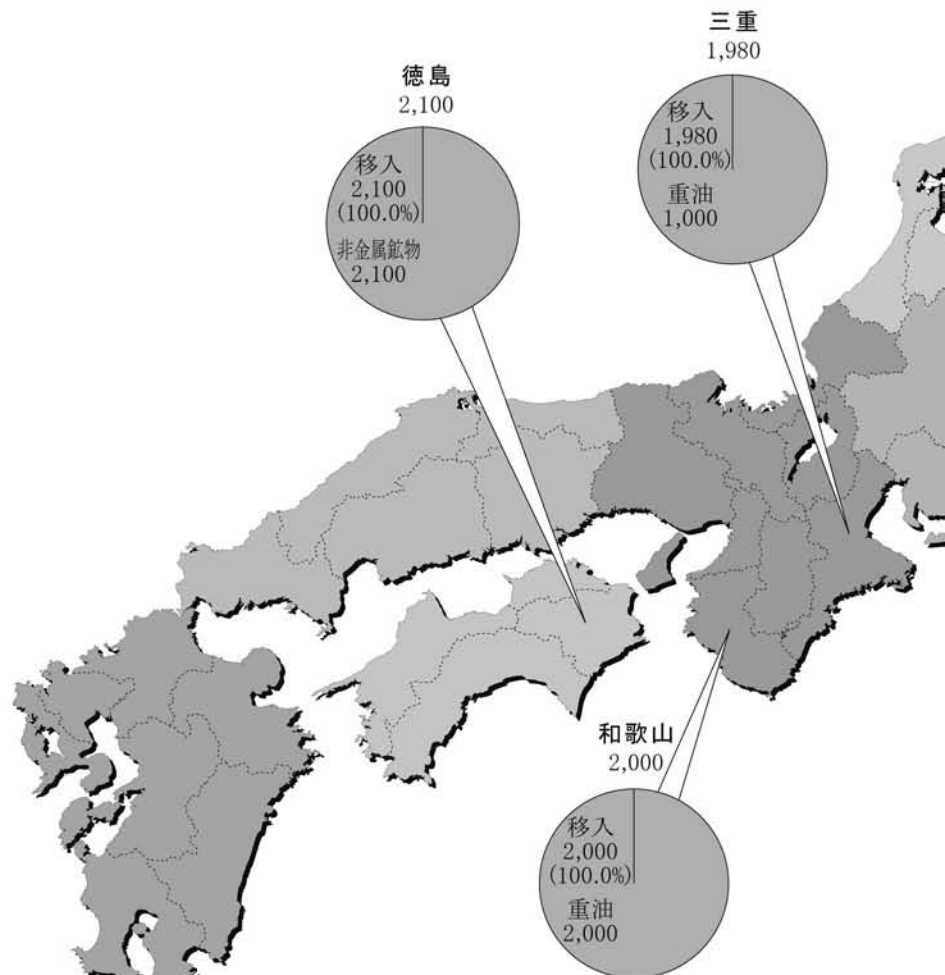 三重
1,980
移入
1,980
(100.0%)
重油
1,000
徳島
2,100
移入
2,100
(100.0%)
非金属鉱物
2,100
和歌山
2,000
移入
2,000
(100.0%)
重油
2,000